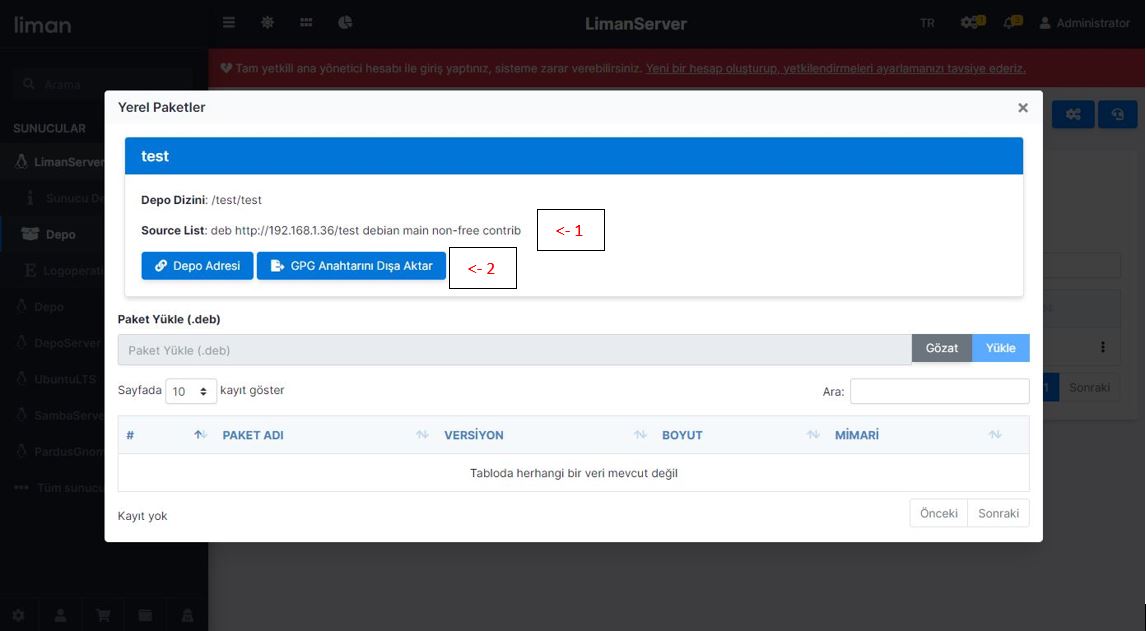 liman
LimanServer
TR
1
3
Administrator
Tam yetkili ana yönetici hesabı ile giriş yaptınız, sisteme zarar verebilirsiniz. Yeni bir hesap oluşturup, yetkilendirmeleri ayarlamanızı tavsiye ederiz.
Arama
SUNUCULAR
LimanServer
Sunucu De
Depo
Logoperat
Depo
DepoServer
UbuntuLTS
SambaServe
PardusGnom
Tüm sunucu
Yerel Paketler
×
test
Depo Dizini: /test/test
Source List: deb http://192.168.1.36/test debian main non-free contrib
<- 1
Depo Adresi
GPG Anahtarını Dışa Aktar
<- 2
Paket Yükle (.deb)
Paket Yükle (.deb)
Gözat
Yükle
Sayfada 10 kayıt göster
Ara:
# PAKET ADI VERSİYON BOYUT MİMARİ
Tabloda herhangi bir veri mevcut değil
Kayıt yok
Önceki
Sonraki
1
Sonraki